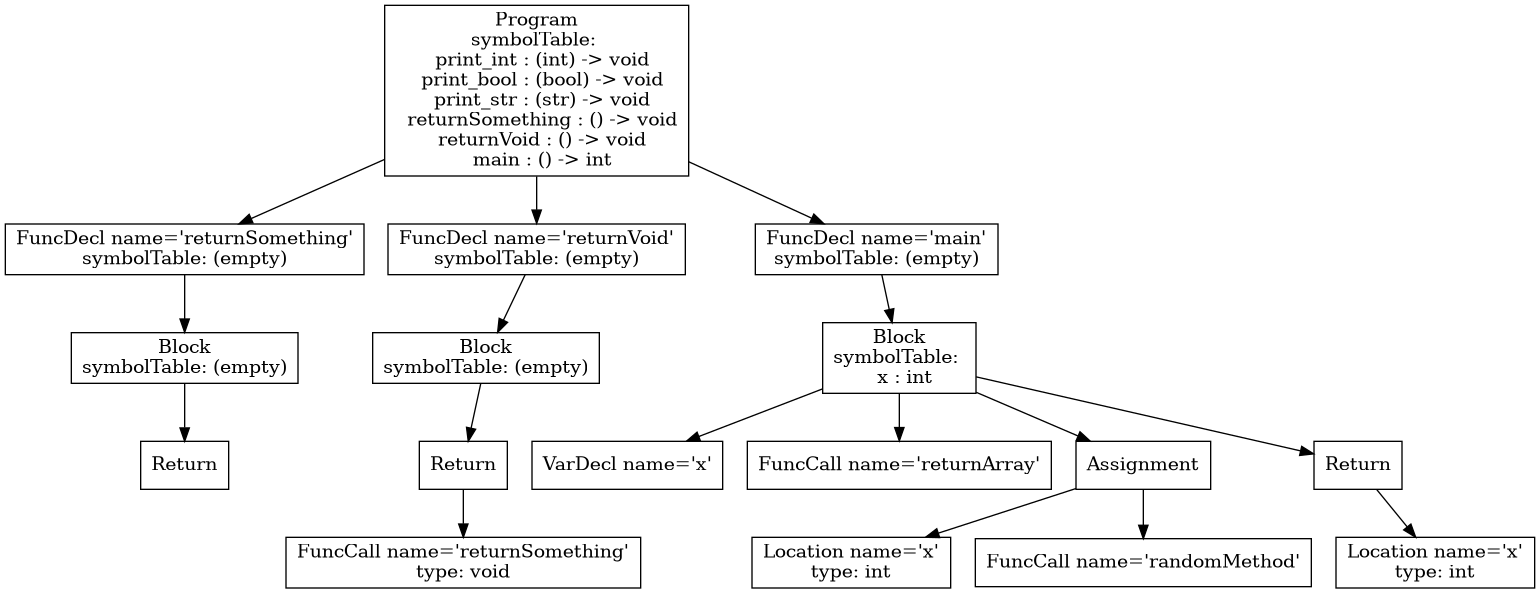 Program
symbolTable:
print_int : (int) -> void
print_bool : (bool) -> void
print_str : (str) -> void
returnSomething : () -> void
returnVoid : () -> void
main : () -> int
FuncDecl name='returnSomething'
symbolTable: (empty)
FuncDecl name='returnVoid'
symbolTable: (empty)
FuncDecl name='main'
symbolTable: (empty)
Block
symbolTable: (empty)
Block
symbolTable: (empty)
Block
symbolTable:
x : int
Return
Return
VarDecl name='x'
FuncCall name='returnArray'
Assignment
Return
FuncCall name='returnSomething'
type: void
Location name='x'
type: int
FuncCall name='randomMethod'
Location name='x'
type: int